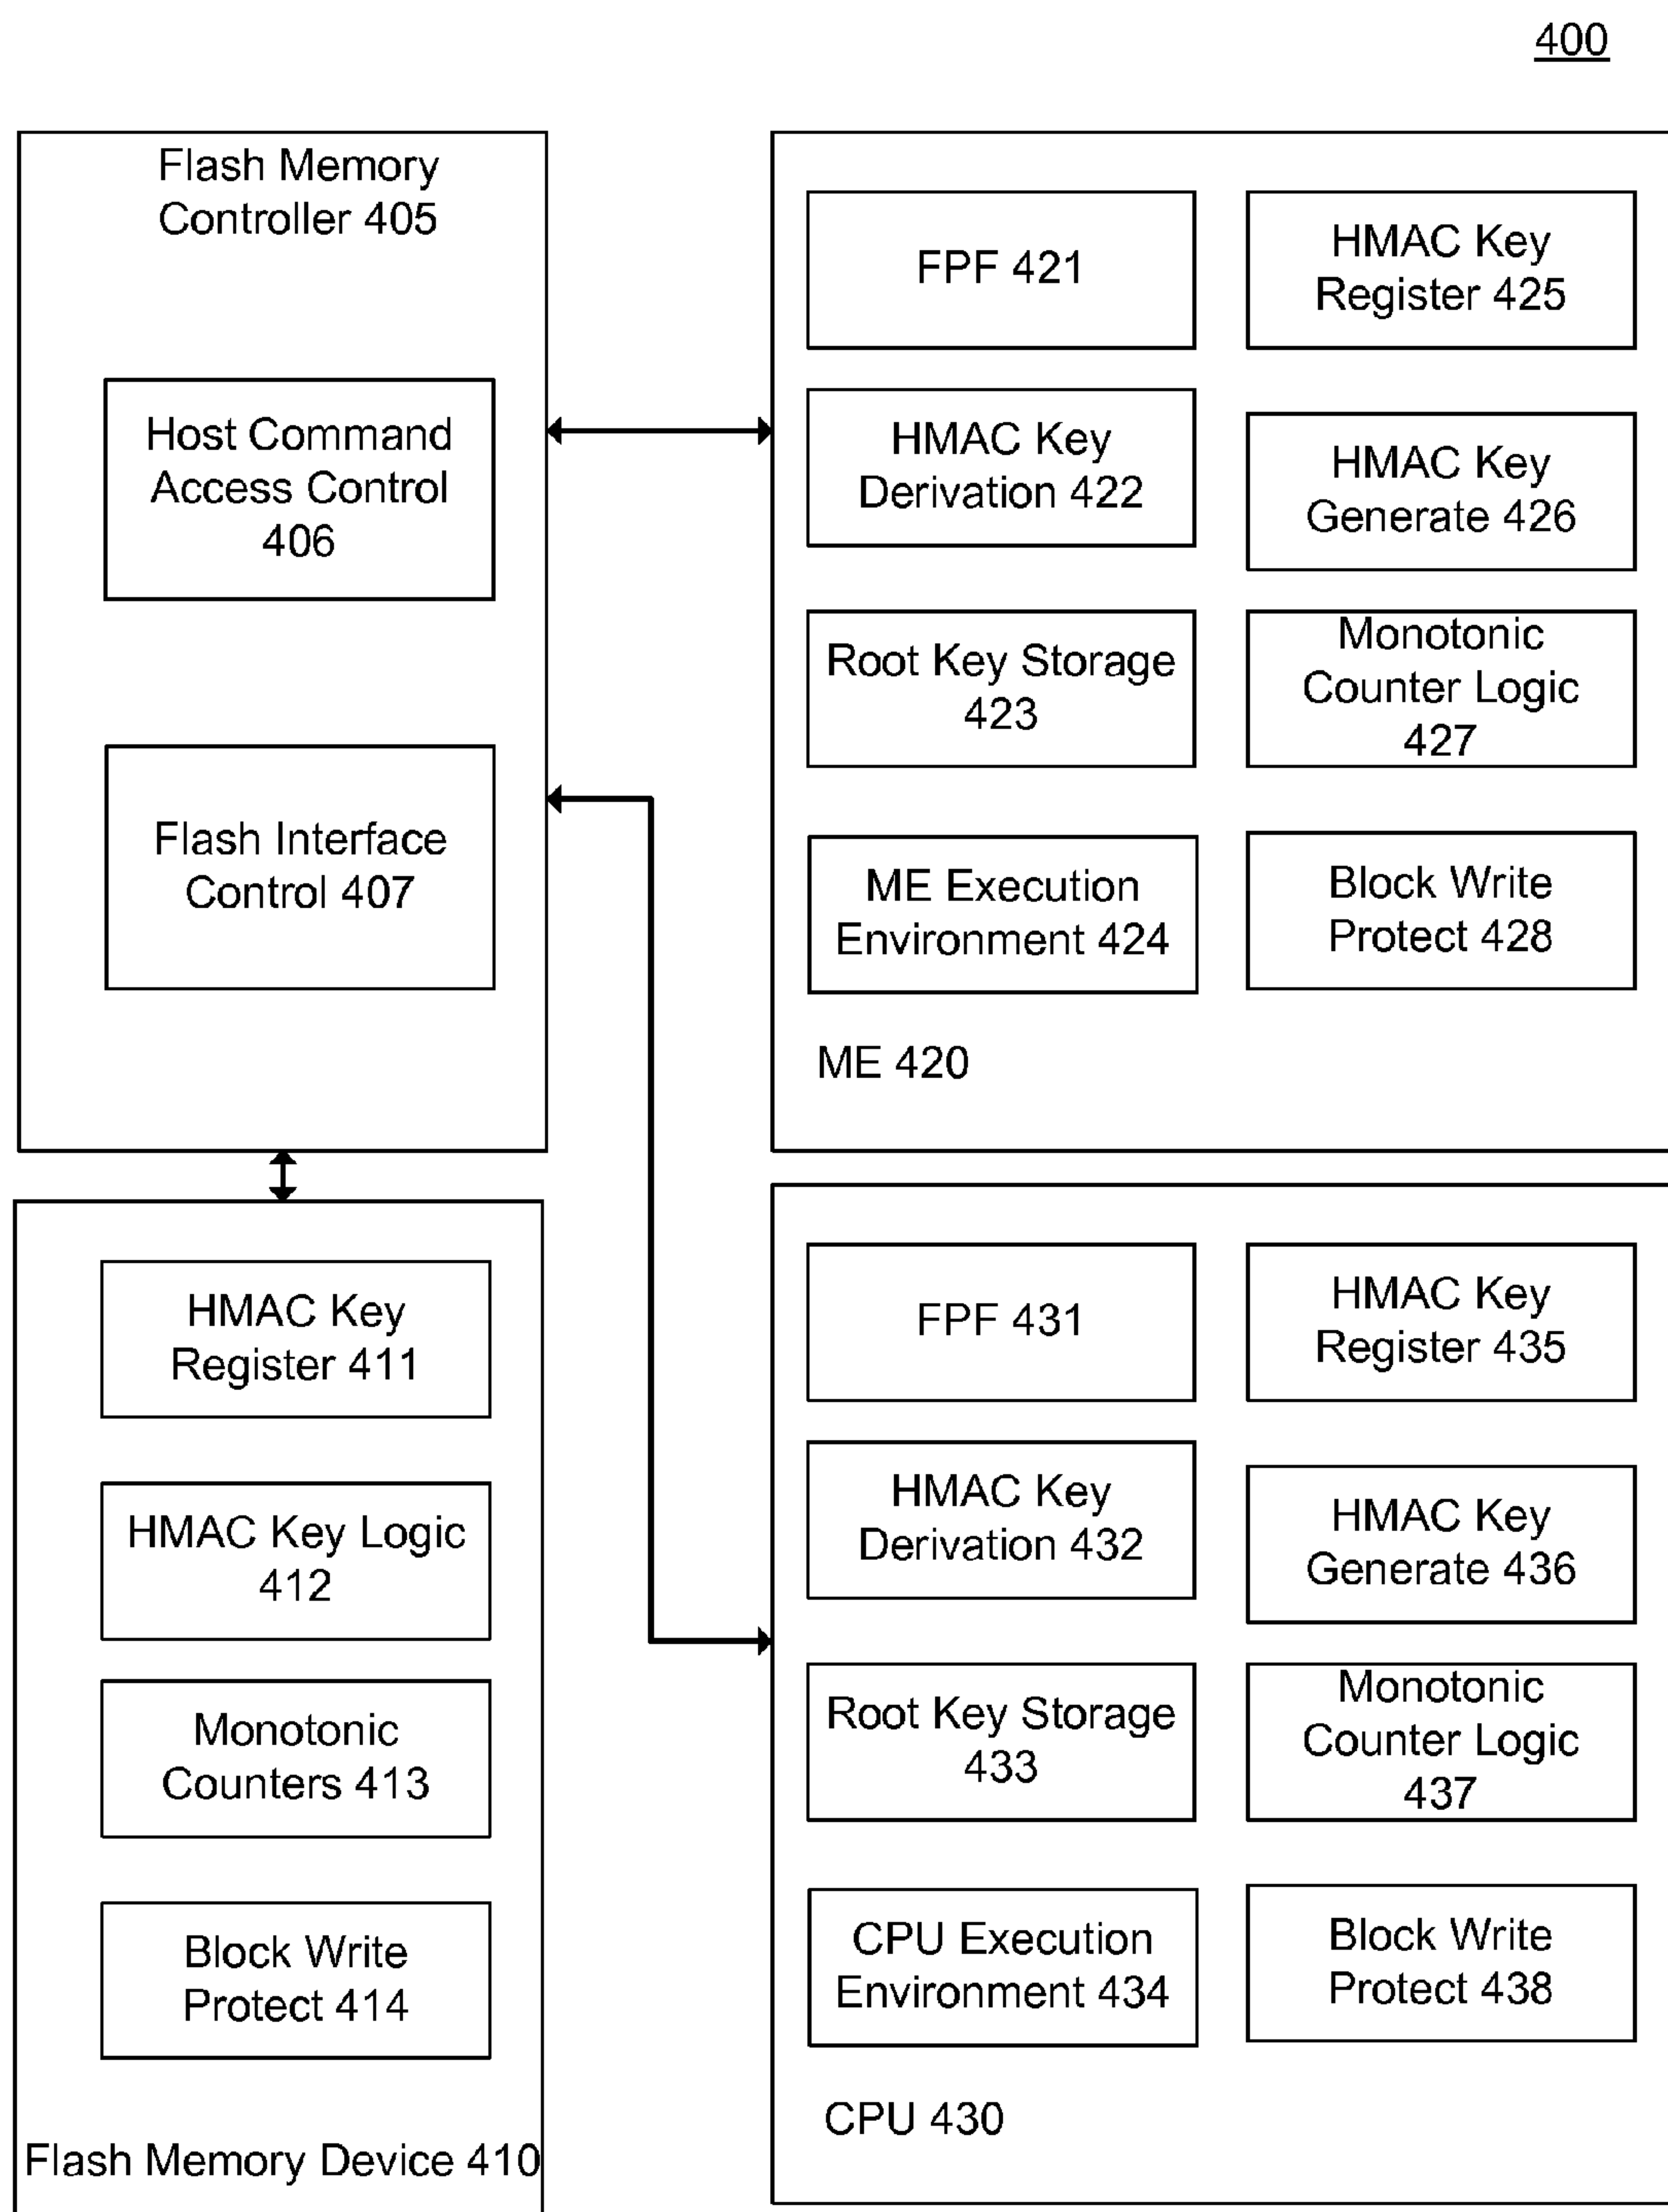 400
Flash Memory
Controller 405
Host Command
Access Control
406
Flash Interface
Control 407
FPF 421
HMAC Key
Register 425
HMAC Key
Derivation 422
HMAC Key
Generate 426
Root Key Storage
423
Monotonic
Counter Logic
427
ME Execution
Environment 424
Block Write
Protect 428
ME 420
HMAC Key
Register 411
HMAC Key Logic
412
Monotonic
Counters 413
Block Write
Protect 414
Flash Memory Device 410
FPF 431
HMAC Key
Register 435
HMAC Key
Derivation 432
HMAC Key
Generate 436
Root Key Storage
433
Monotonic
Counter Logic
437
CPU Execution
Environment 434
Block Write
Protect 438
CPU 430